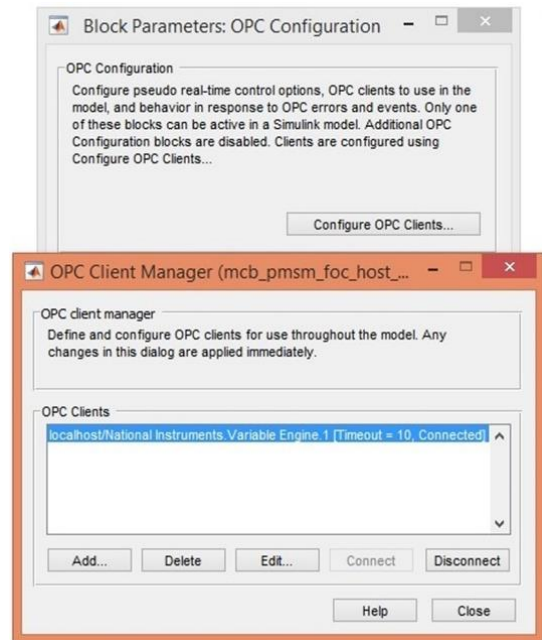 Block Parameters: OPC Configuration
OPC Configuration
Configure pseudo real-time control options, OPC clients to use in the
model, and behavior in response to OPC errors and events. Only one
of these blocks can be active in a Simulink model. Additional OPC
Configuration blocks are disabled. Clients are configured using
Configure OPC Clients...
Configure OPC Clients...
OPC Client Manager (mcb_pmsm_foc_host_...
OPC client manager
Define and configure OPC clients for use throughout the model. Any
changes in this dialog are applied immediately.
OPC Clients
localhost/National Instruments.Variable Engine.1 [Timeout = 10, Connected]
Add... Delete Edit... Connect Disconnect
Help Close